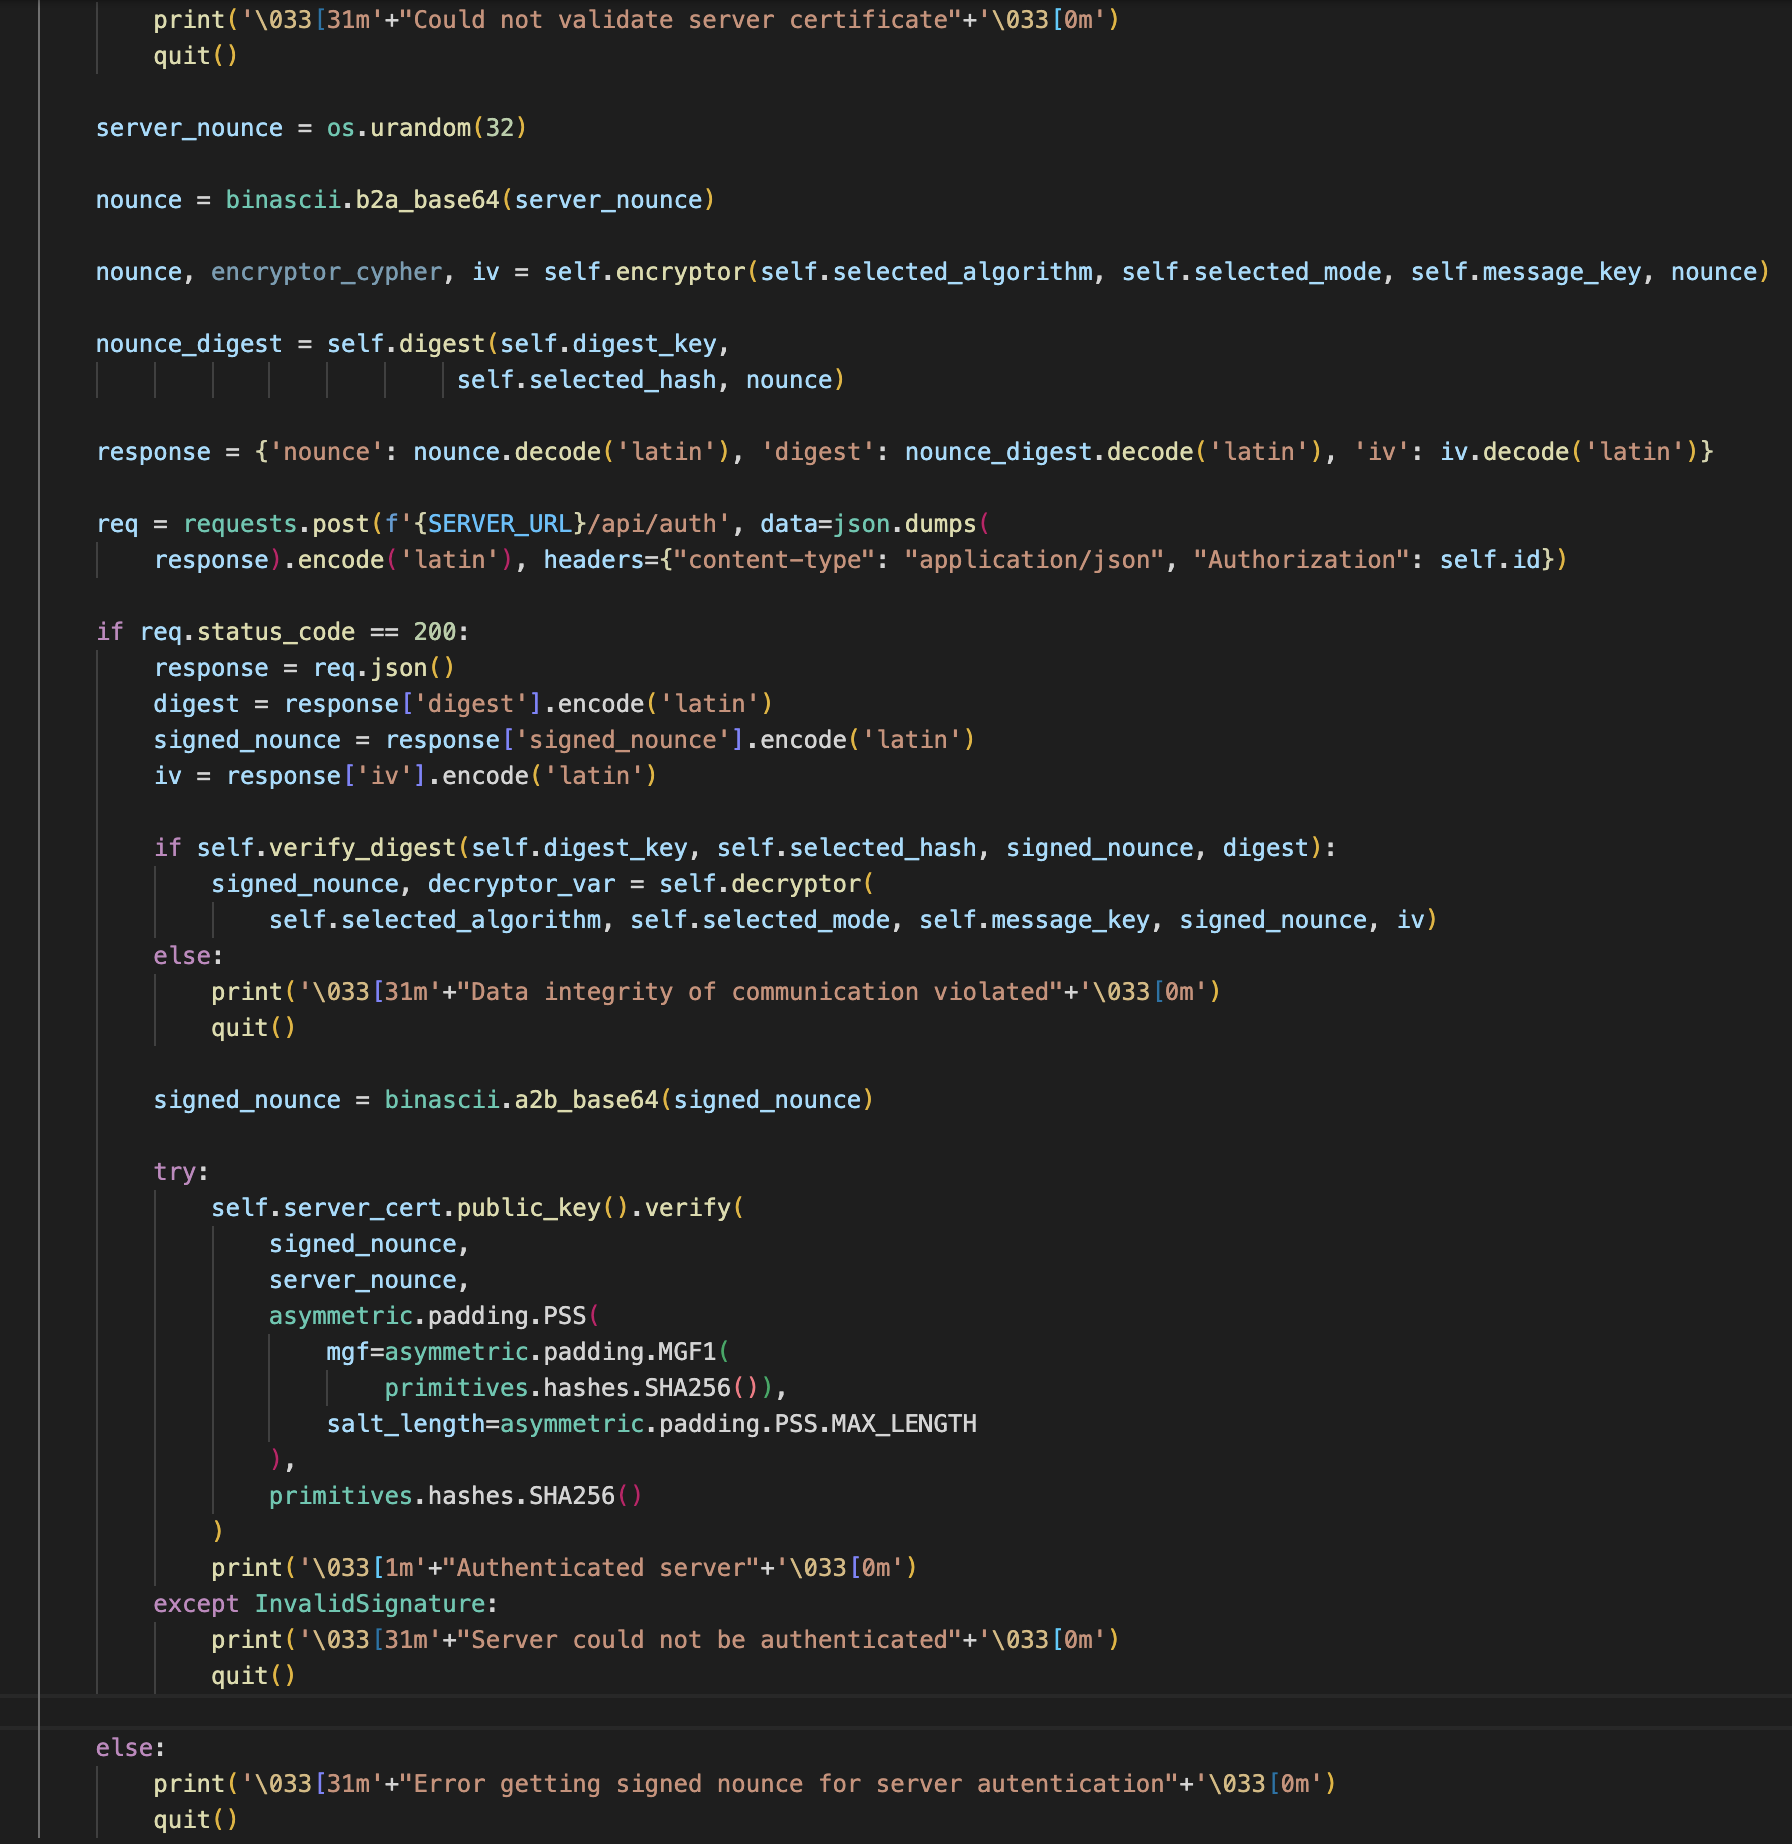 print('\033[31m'+"Could not validate server certificate"+'\033[0m')
quit()
server_nounce = os.urandom(32)
nounce = binascii.b2a_base64(server_nounce)
nounce, encryptor_cypher, iv = self.encryptor(self.selected_algorithm, self.selected_mode, self.message_key, nounce)
nounce_digest = self.digest(self.digest_key,
self.selected_hash, nounce)
response = {'nounce': nounce.decode('latin'), 'digest': nounce_digest.decode('latin'), 'iv': iv.decode('latin')}
req = requests.post(f'{SERVER_URL}/api/auth', data=json.dumps(
response).encode('latin'), headers={"content-type": "application/json", "Authorization": self.id})
if req.status_code == 200:
response = req.json()
digest = response['digest'].encode('latin')
signed_nounce = response['signed_nounce'].encode('latin')
iv = response['iv'].encode('latin')
if self.verify_digest(self.digest_key, self.selected_hash, signed_nounce, digest):
signed_nounce, decryptor_var = self.decryptor(
self.selected_algorithm, self.selected_mode, self.message_key, signed_nounce, iv)
else:
print('\033[31m'+"Data integrity of communication violated"+'\033[0m')
quit()
signed_nounce = binascii.a2b_base64(signed_nounce)
try:
self.server_cert.public_key().verify(
signed_nounce,
server_nounce,
asymmetric.padding.PSS(
mgf=asymmetric.padding.MGF1(
primitives.hashes.SHA256()),
salt_length=asymmetric.padding.PSS.MAX_LENGTH
),
primitives.hashes.SHA256()
)
print('\033[1m'+"Authenticated server"+'\033[0m')
except InvalidSignature:
print('\033[31m'+"Server could not be authenticated"+'\033[0m')
quit()
else:
print('\033[31m'+"Error getting signed nounce for server autentication"+'\033[0m')
quit()